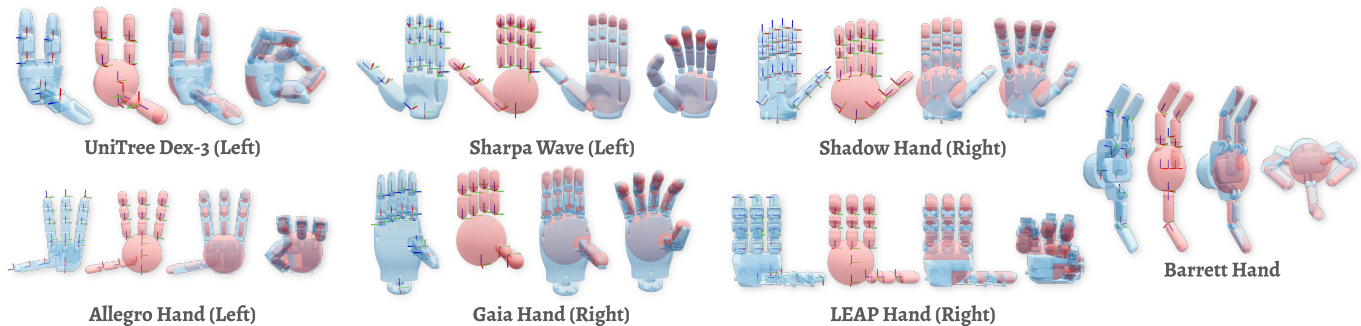 UniTree Dex-3 (Left)
Sharpa Wave (Left)
Shadow Hand (Right)
Barrett Hand
Allegro Hand (Left)
Gaia Hand (Right)
LEAP Hand (Right)